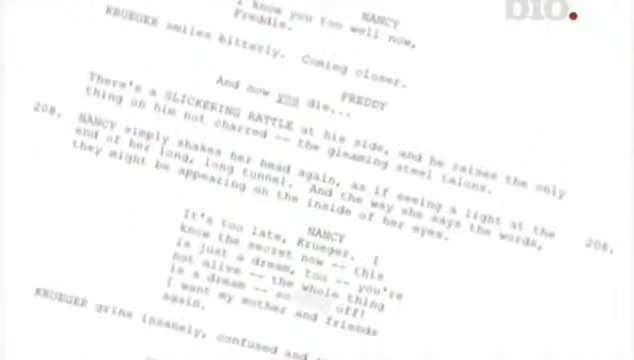 bio.
NANCY
I know you too well now,
Freddie.
KRUEGER smiles bitterly. Coming closer.
FREDDY
And now you die...
There's a SLICKERING RATTLE at his side, and he raises the only
thing on him not charred -- the gleaming steel talons.
208. NANCY simply shakes her head again, as if seeing a light at the 208.
end of her long, long tunnel. And the way she says the words,
they might be appearing on the inside of her eyes.
NANCY
It's too late, Krueger. I
know the secret now -- this
is just a dream, too -- you're
not alive -- the whole thing
is a dream -- so off!
I want my mother and friends
again.
KRUEGER grins insanely, confused and